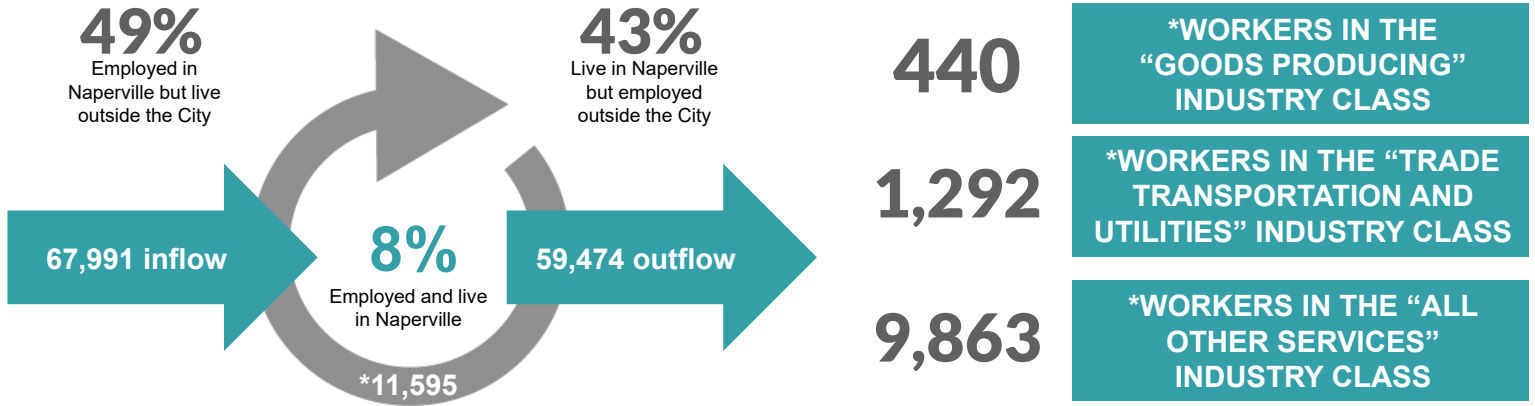 49%
Employed in
Naperville but live
outside the City
43%
Live in Naperville
but employed
outside the City
67,991 inflow
8%
Employed and live
in Naperville
59,474 outflow
*11,595
440
*WORKERS IN THE
“GOODS PRODUCING”
INDUSTRY CLASS
1,292
*WORKERS IN THE “TRADE
TRANSPORTATION AND
UTILITIES” INDUSTRY CLASS
9,863
*WORKERS IN THE “ALL
OTHER SERVICES”
INDUSTRY CLASS